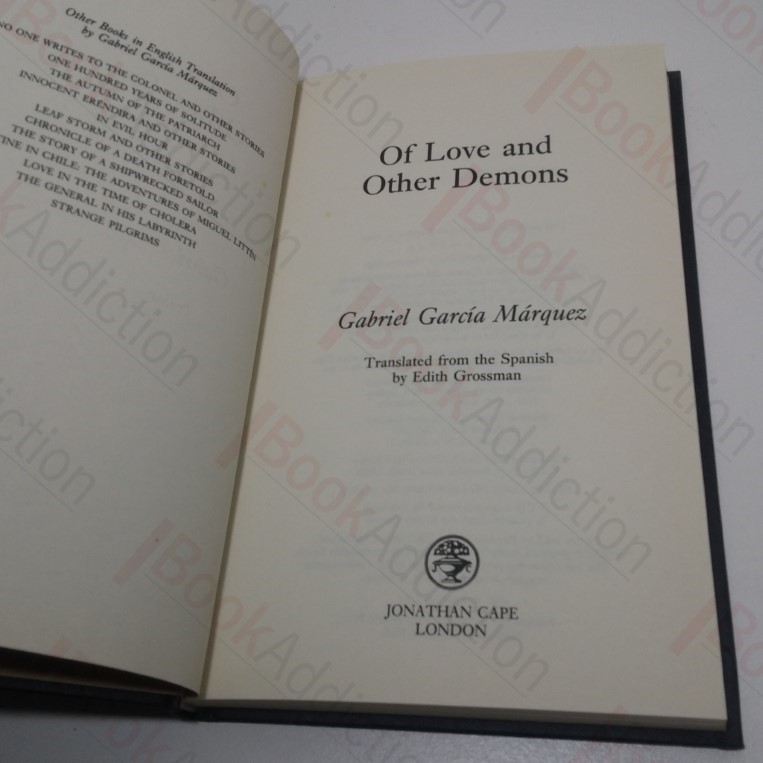 Other Books in English Translation
by Gabriel García Márquez
NO ONE WRITES TO THE COLONEL AND OTHER STORIES
ONE HUNDRED YEARS OF SOLITUDE
THE AUTUMN OF THE PATRIARCH
INNOCENT ERENDIRA AND OTHER STORIES
IN EVIL HOUR
LEAF STORM AND OTHER STORIES
CHRONICLE OF A DEATH FORETOLD
THE STORY OF A SHIPWRECKED SAILOR
TINE IN CHILE: THE ADVENTURES OF MIGUEL LITTÍN
LOVE IN THE TIME OF CHOLERA
THE GENERAL IN HIS LABYRINTH
STRANGE PILGRIMS
Of Love and
Other Demons
Gabriel García Márquez
Translated from the Spanish
by Edith Grossman
JONATHAN CAPE
LONDON
BookAddiction